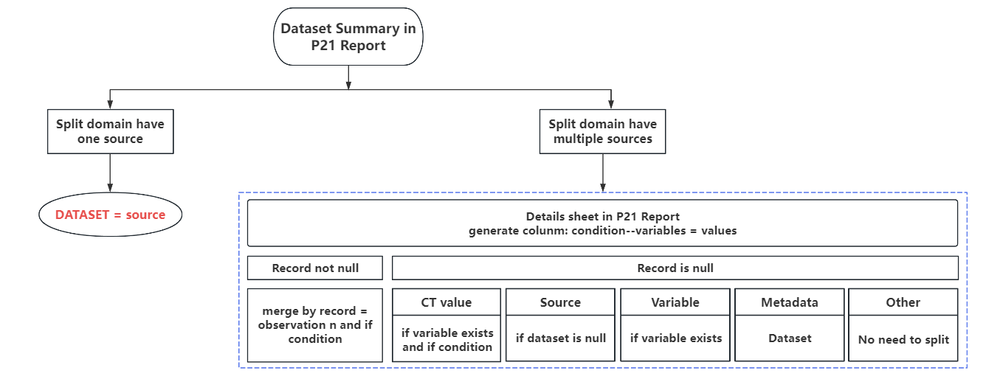 Dataset Summary in
P21 Report
Split domain have
one source
Split domain have
multiple sources
DATASET = source
Details sheet in P21 Report
generate colunm: condition--variables = values
Record not null
Record is null
merge by record =
observation n and if
condition
CT value
Source
Variable
Metadata
Other
if variable exists
and if condition
if dataset is null
if variable exists
Dataset
No need to split